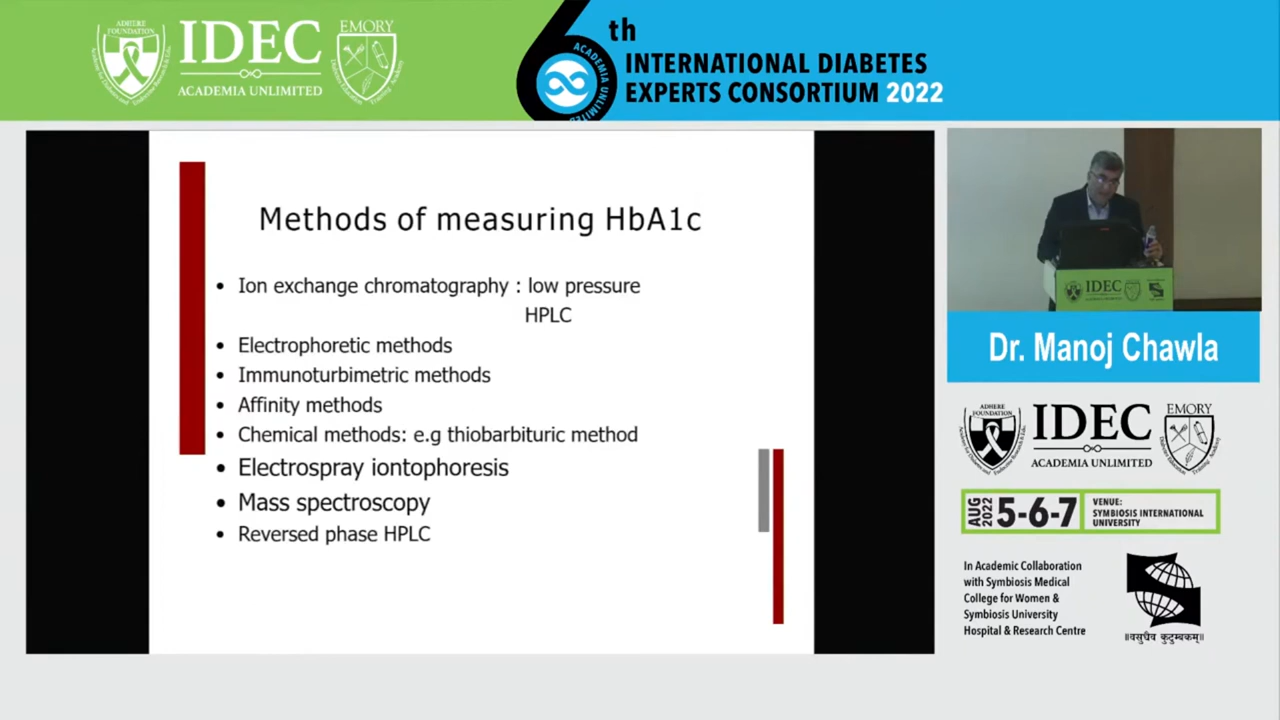 ADHERE
FOUNDATION
IDEC
ACADEMIA UNLIMITED
EMORY
6th
ACADEMIA UNLIMITED
INTERNATIONAL DIABETES
EXPERTS CONSORTIUM 2022
Methods of measuring HbA1c
• Ion exchange chromatography : low pressure
HPLC
• Electrophoretic methods
• Immunoturbimetric methods
• Affinity methods
• Chemical methods: e.g thiobarbituric method
• Electrospray iontophoresis
• Mass spectroscopy
• Reversed phase HPLC
IDEC
Dr. Manoj Chawla
ADHERE
FOUNDATION
IDEC
ACADEMIA UNLIMITED
EMORY
AUG
2022
5-6-7
VENUE:
SYMBIOSIS INTERNATIONAL
UNIVERSITY
In Academic Collaboration
with Symbiosis Medical
College for Women &
Symbiosis University
Hospital & Research Centre
॥वसुधैव कुटुम्बकम्॥